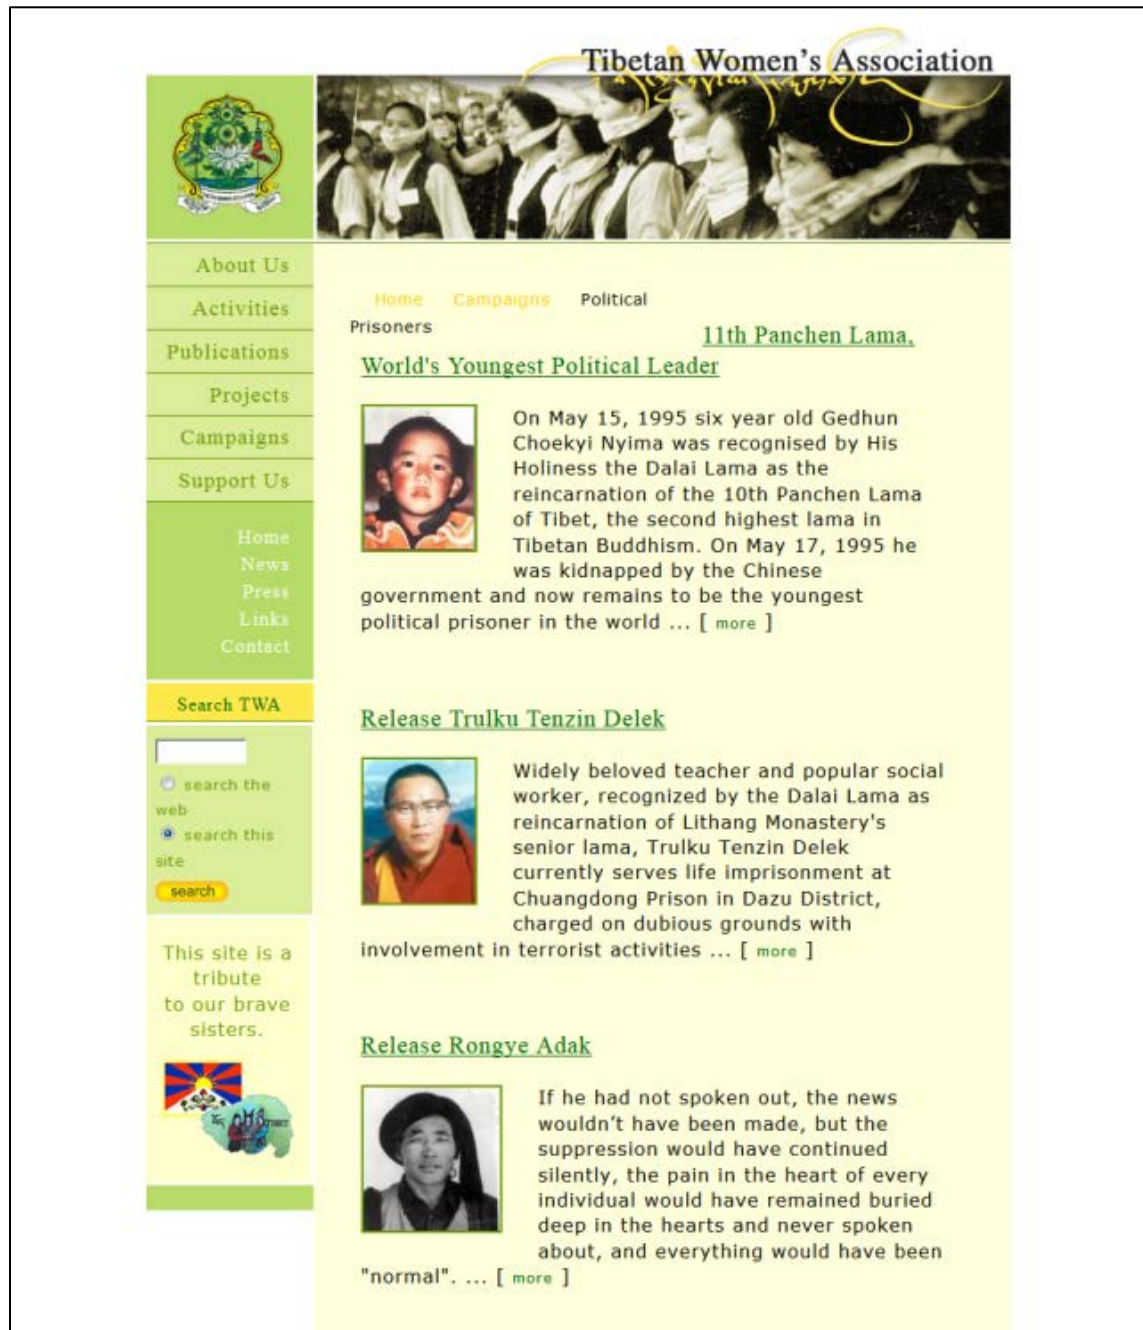 Tibetan Women's Association
About Us
Activities
Publications
Projects
Campaigns
Support Us
Home
News
Press
Links
Contact
Search TWA
search the
web
search this
site
search
This site is a
tribute
to our brave
sisters.
Home Campaigns Political
Prisoners
11th Panchen Lama,
World's Youngest Political Leader
On May 15, 1995 six year old Gedhun
Choekyi Nyima was recognised by His
Holiness the Dalai Lama as the
reincarnation of the 10th Panchen Lama
of Tibet, the second highest lama in
Tibetan Buddhism. On May 17, 1995 he
was kidnapped by the Chinese
government and now remains to be the youngest
political prisoner in the world ... [ more ]
Release Trulku Tenzin Delek
Widely beloved teacher and popular social
worker, recognized by the Dalai Lama as
reincarnation of Lithang Monastery's
senior lama, Trulku Tenzin Delek
currently serves life imprisonment at
Chuangdong Prison in Dazu District,
charged on dubious grounds with
involvement in terrorist activities ... [ more ]
Release Rongye Adak
If he had not spoken out, the news
wouldn’t have been made, but the
suppression would have continued
silently, the pain in the heart of every
individual would have remained buried
deep in the hearts and never spoken
about, and everything would have been
"normal". ... [ more ]